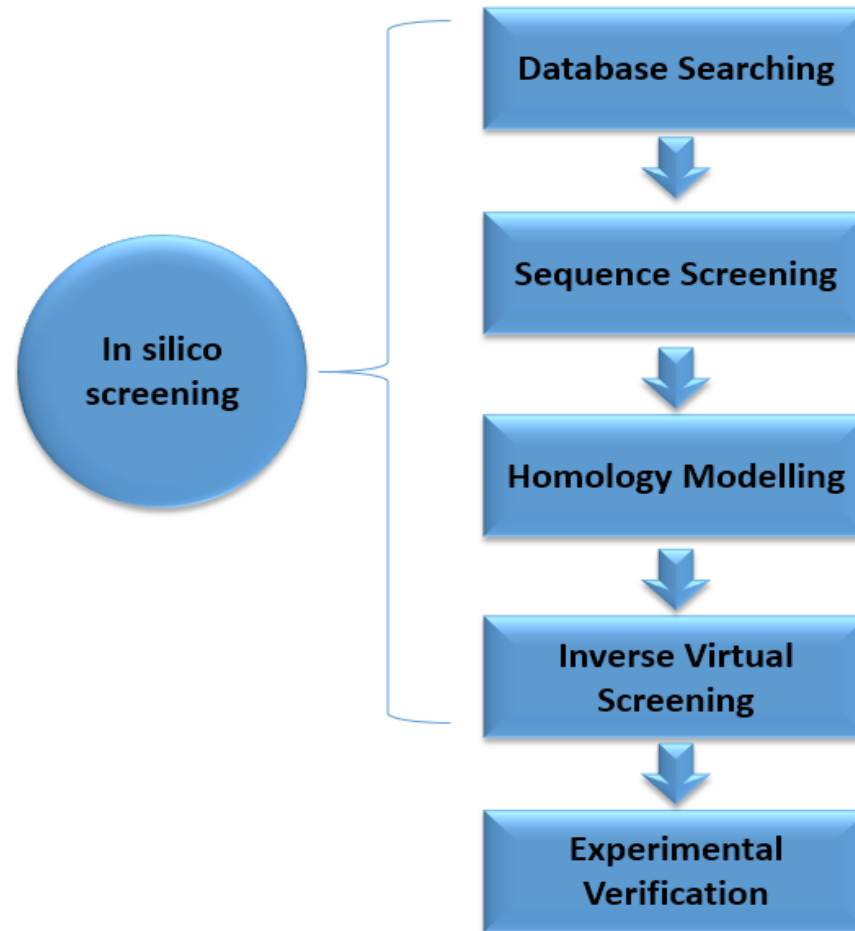 Database Searching
Sequence Screening
In silico
screening
Homology Modelling
Inverse Virtual
Screening
Experimental
Verification